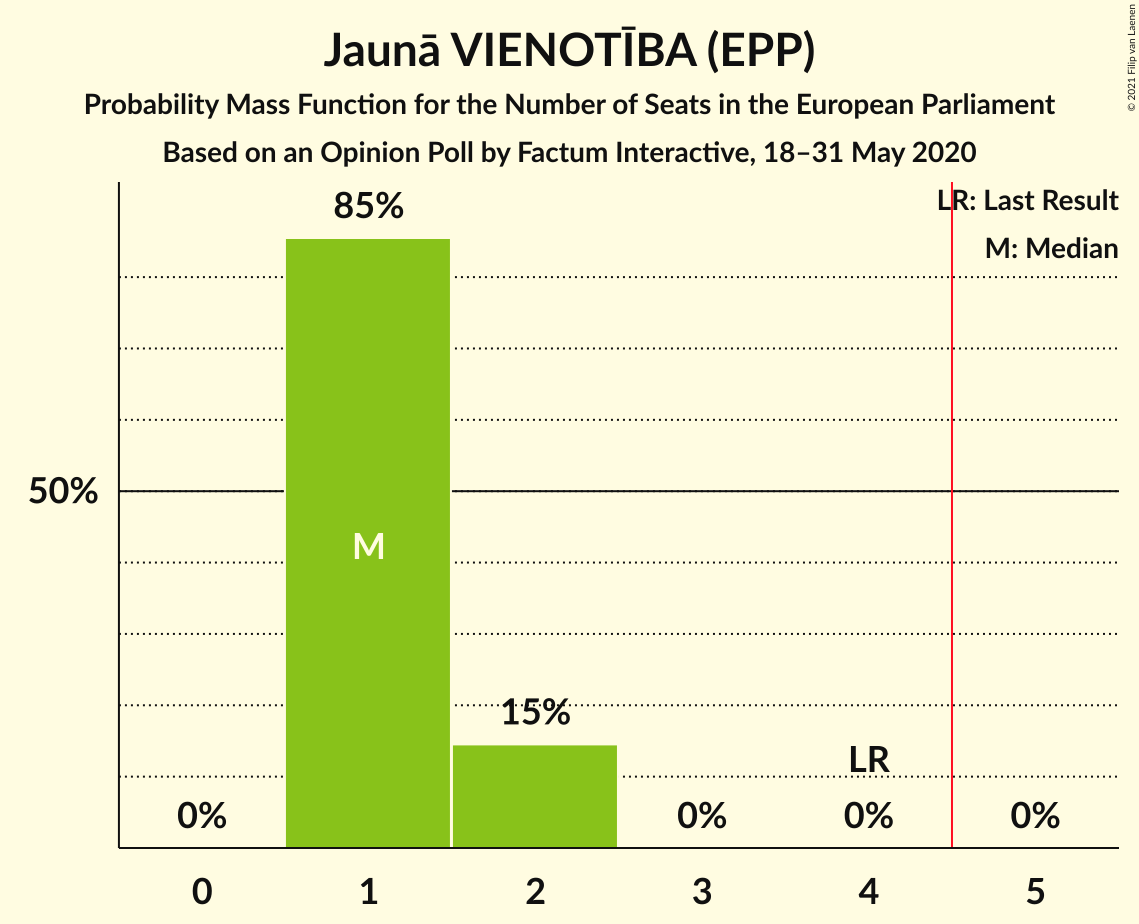 Jaunā VIENOTĪBA (EPP)
Probability Mass Function for the Number of Seats in the European Parliament
Based on an Opinion Poll by Factum Interactive, 18–31 May 2020
© 2021 Filip van Laenen
LR: Last Result
M: Median
85%
50%
M
15%
LR
0%
0%
0%
0%
0 1 2 3 4 5